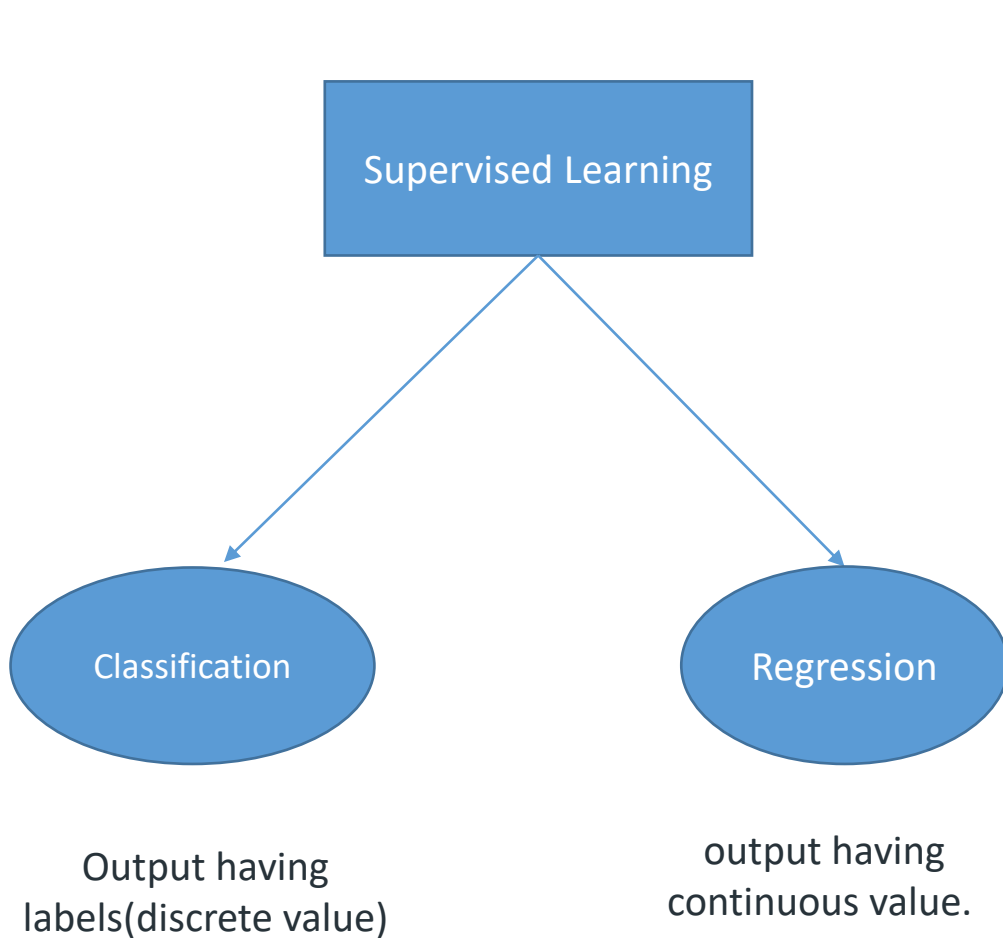 Supervised Learning
Classification
Regression
Output having
labels(discrete value)
output having
continuous value.